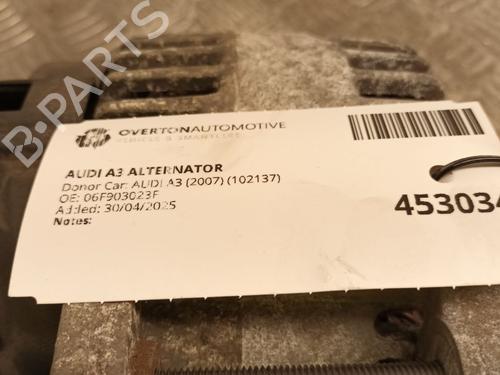 B-PARTS
OVERTONAUTOMOTIVE
AUDI A3 ALTERNATOR
Donor Car: AUDI A3 (2007) (102137)
OE: 06F903023F
Added: 30/04/2025
Notes:
453034